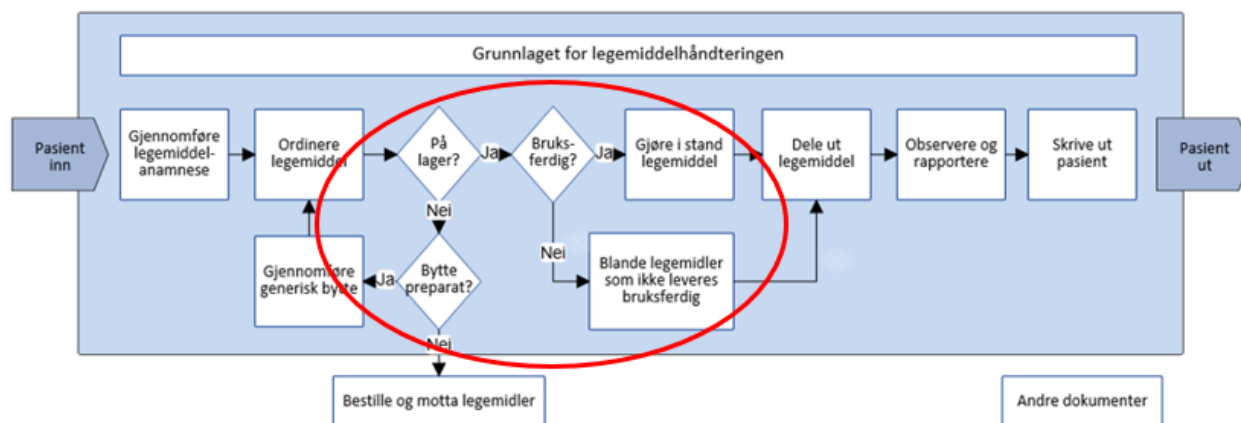 Grunnlaget for legemiddelhåndteringen
Pasient
inn
Gjennomføre
legemiddel-
anamnese
Ordinere
legemiddel
På
lager?
Ja
Bruks-
ferdig?
Ja
Gjøre i stand
legemiddel
Dele ut
legemiddel
Observere og
rapportere
Skrive ut
pasient
Pasient
ut
Nei
Nei
Gjennomføre
generisk bytte
Ja
Bytte
preparat?
Blande legemidler
som ikke leveres
bruksferdig
Nei
Bestille og motta legemidler
Andre dokumenter